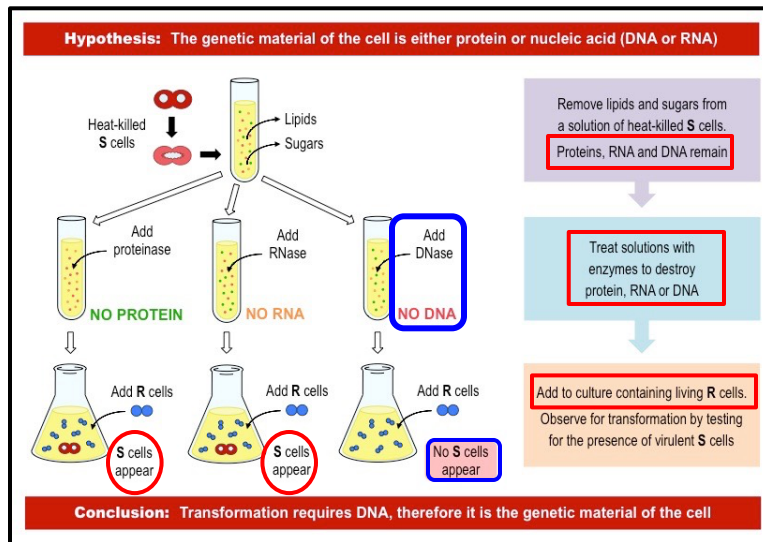 Hypothesis: The genetic material of the cell is either protein or nucleic acid (DNA or RNA)
Heat-killed
S cells
Lipids
Sugars
Add
proteinase
NO PROTEIN
Add
RNase
NO RNA
Add
DNase
NO DNA
Add R cells
S cells
appear
Add R cells
S cells
appear
Add R cells
No S cells
appear
Remove lipids and sugars from
a solution of heat-killed S cells.
Proteins, RNA and DNA remain
Treat solutions with
enzymes to destroy
protein, RNA or DNA
Add to culture containing living R cells.
Observe for transformation by testing
for the presence of virulent S cells
Conclusion: Transformation requires DNA, therefore it is the genetic material of the cell